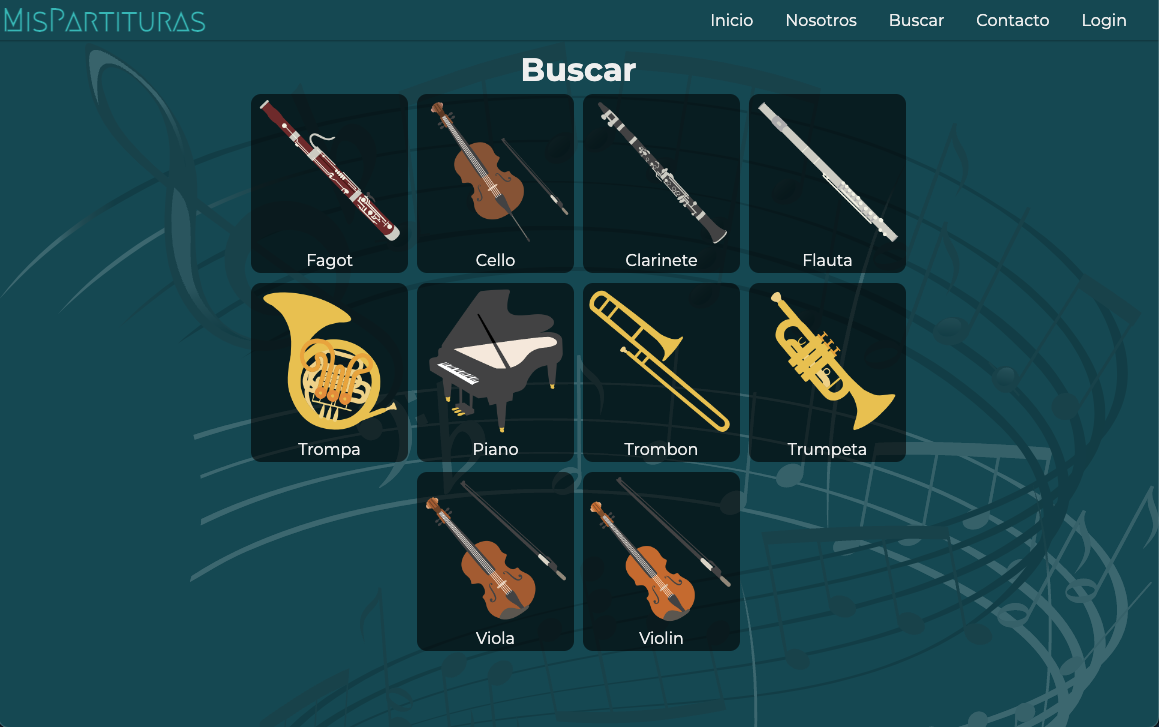 MISPARTITURAS
Inicio Nosotros Buscar Contacto Login
Buscar
Fagot Cello Clarinete Flauta
Trompa Piano Trombon Trumpeta
Viola Violin